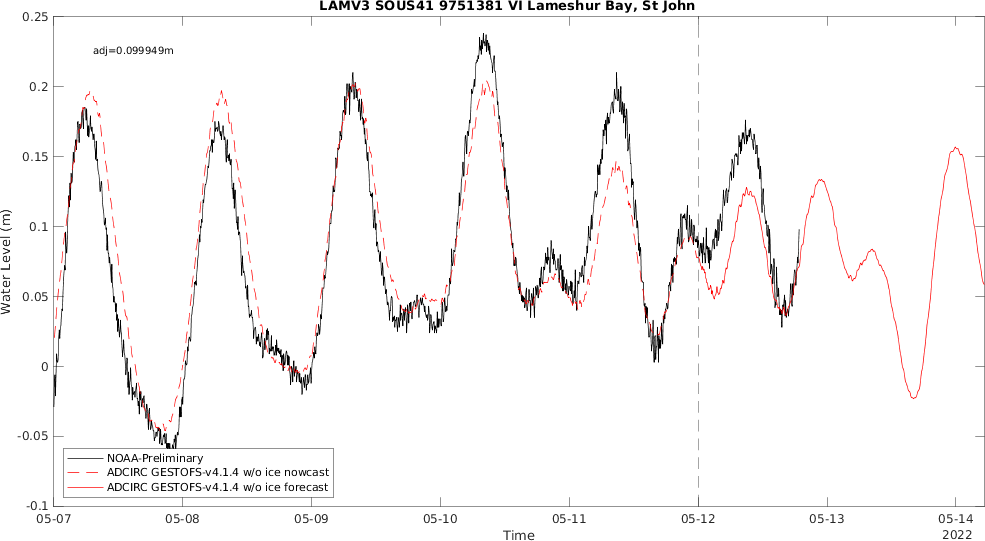 LAMV3 SOUS41 9751381 VI Lameshur Bay, St John
adj=0.099949m
0.25
0.2
0.15
0.1
0.05
0
-0.05
-0.1
Water Level (m)
NOAA-Preliminary
ADCIRC GESTOFS-v4.1.4 w/o ice nowcast
ADCIRC GESTOFS-v4.1.4 w/o ice forecast
05-07 05-08 05-09 05-10 05-11 05-12 05-13 05-14
Time
2022